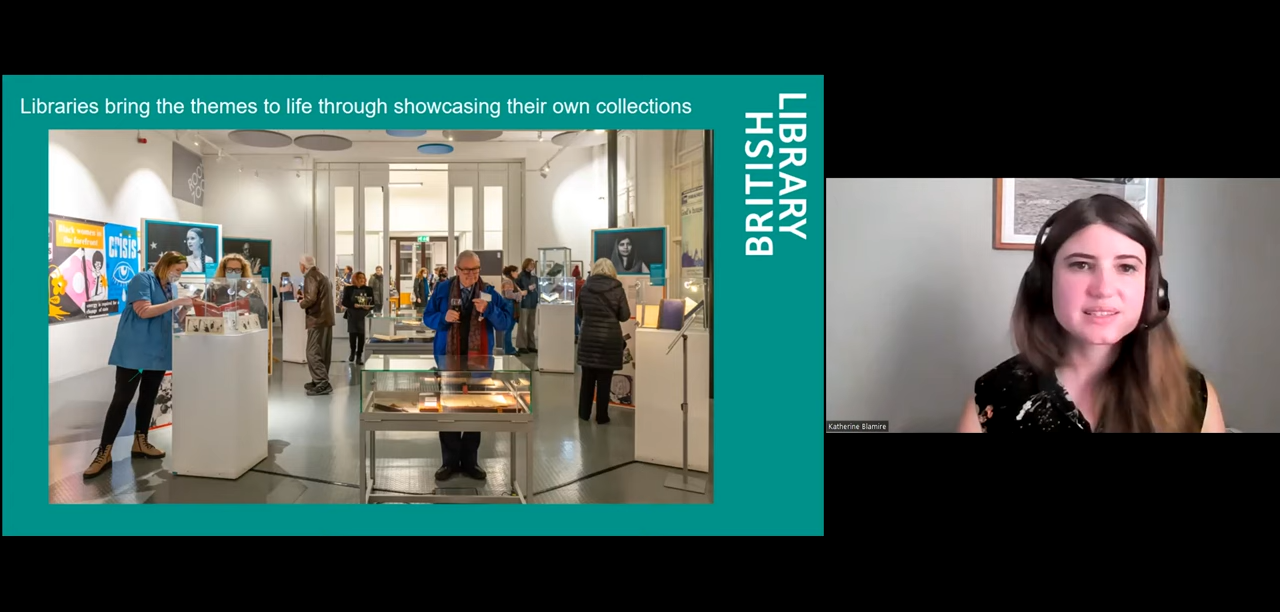 Libraries bring the themes to life through showcasing their own collections
LIBRARY
BRITISH
Black women to
the forefront
crisis
Katherine Blamire